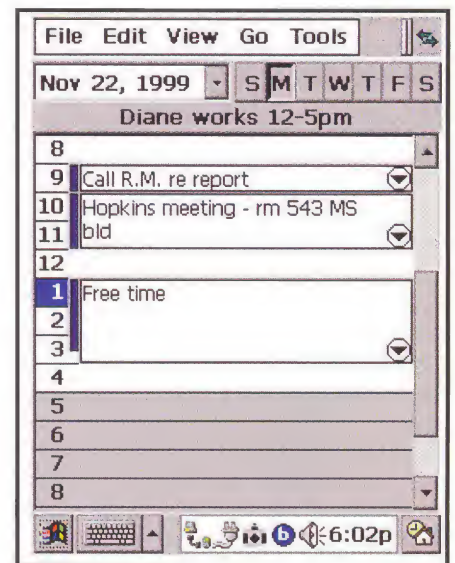 File Edit View Go Tools
Nov 22, 1999 S M T W T F S
Diane works 12-5pm
8
9 Call R.M. re report
10 Hopkins meeting - rm 543 MS
11 bld
12
1 Free time
2
3
4
5
6
7
8
b 6:02p